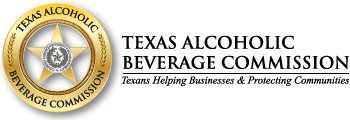 TEXAS ALCOHOLIC
BEVERAGE COMMISSION
TEXAS ALCOHOLIC
BEVERAGE COMMISSION
Texans Helping Businesses & Protecting Communities